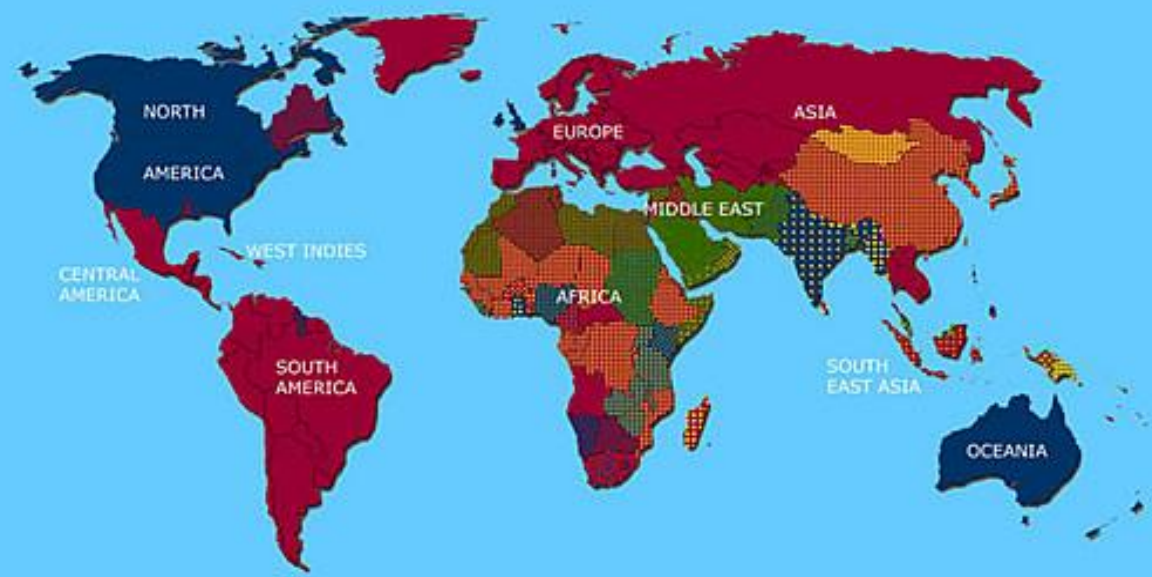 NORTH
AMERICA
WEST INDIES
CENTRAL
AMERICA
SOUTH
AMERICA
EUROPE
ASIA
MIDDLE EAST
AFRICA
SOUTH
EAST ASIA
OCEANIA